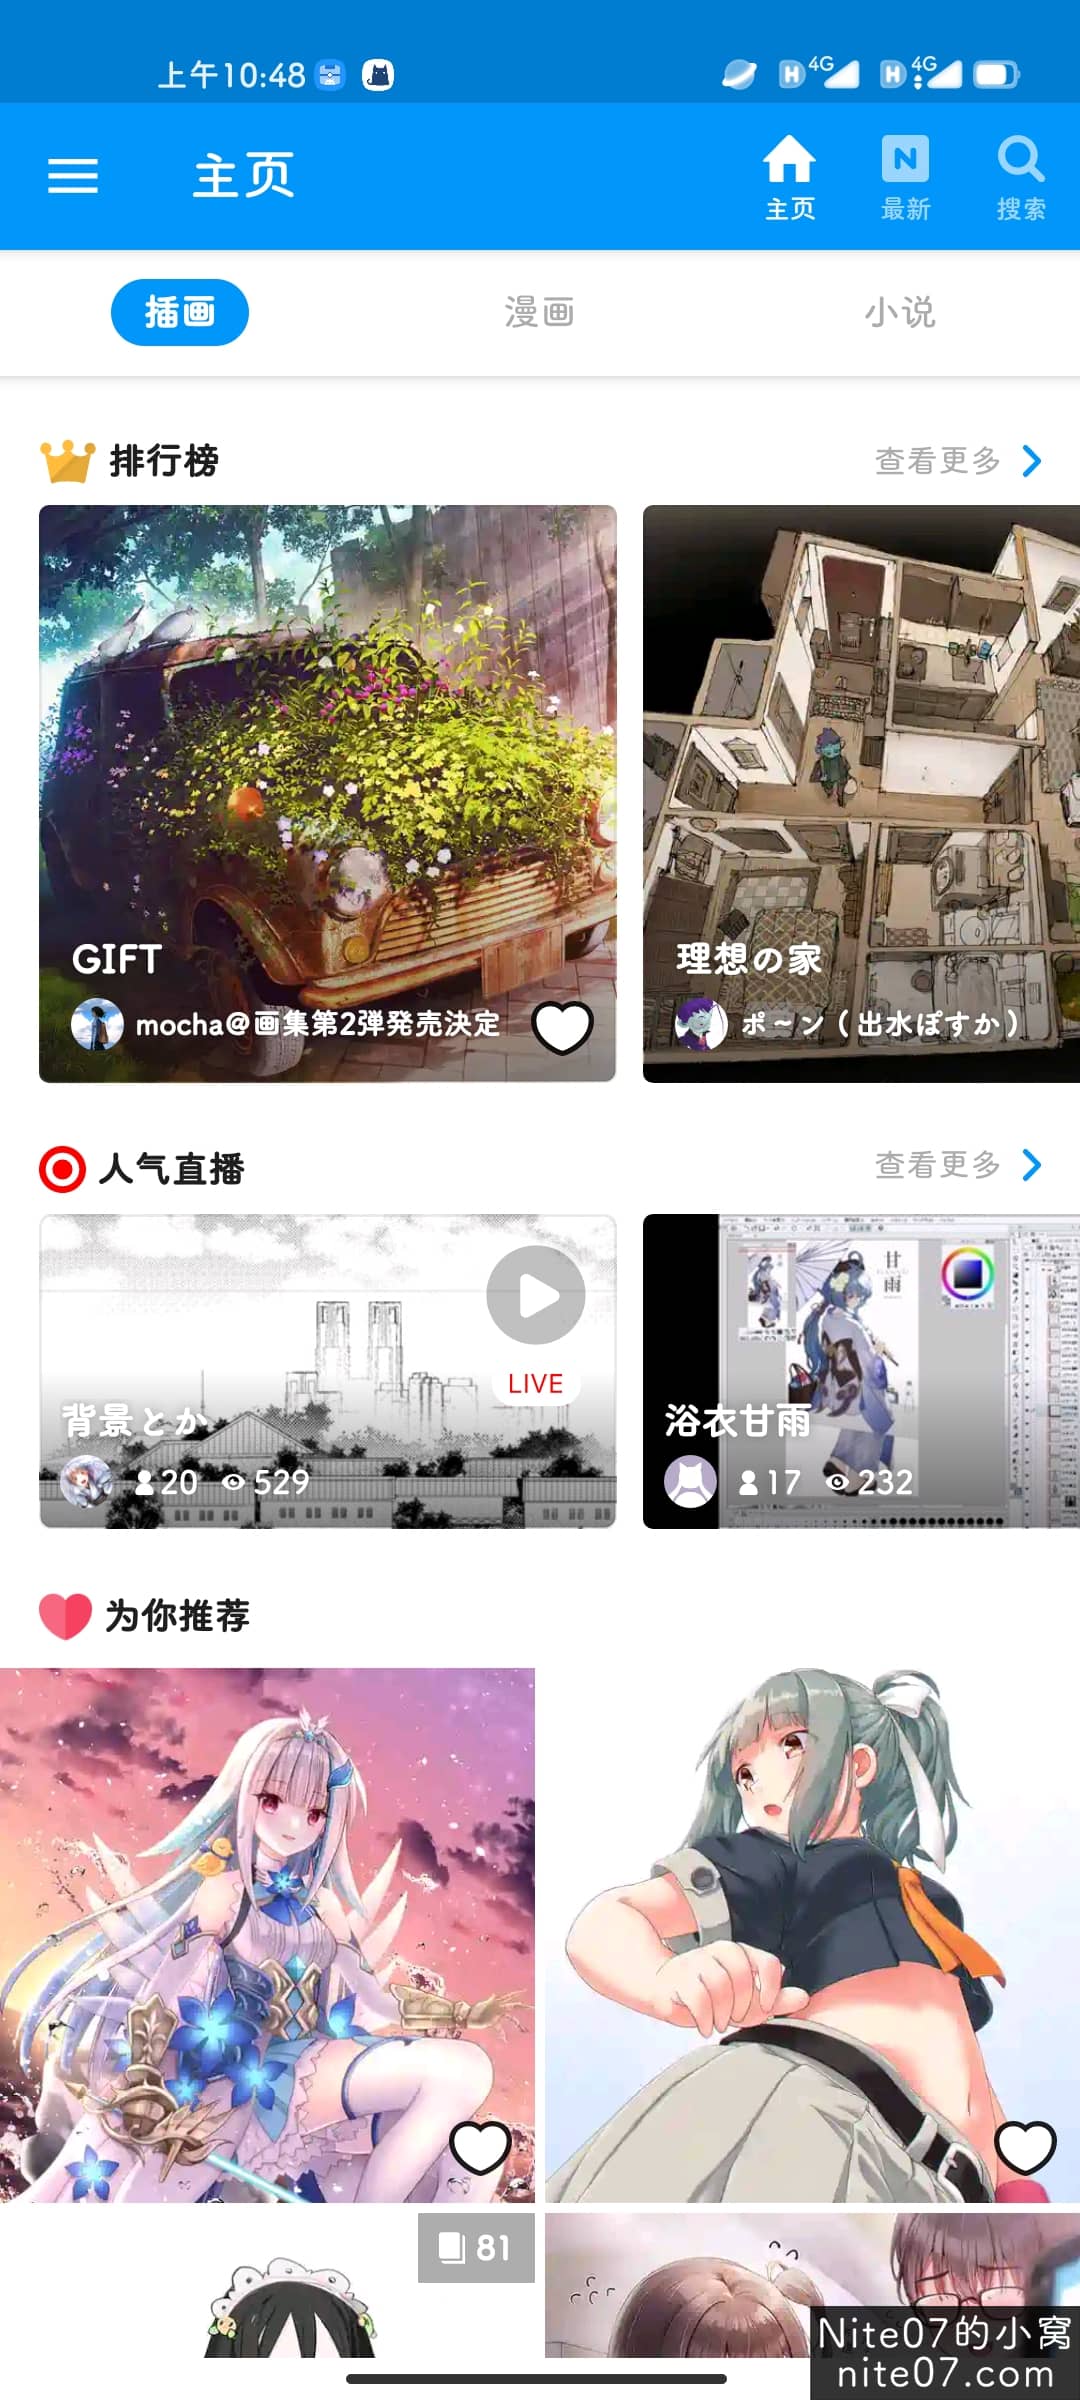 上午10:48
4G
4G
主页
主页
最新
搜索
插画
漫画
小说
排行榜
查看更多
GIFT
mocha@画集第2弾発売決定
理想の家
ポ~ン(出水ぽすか)
人气直播
查看更多
LIVE
背景とか
20 529
甘雨
浴衣甘雨
17 232
为你推荐
81
Nite07的小窝
nite07.com